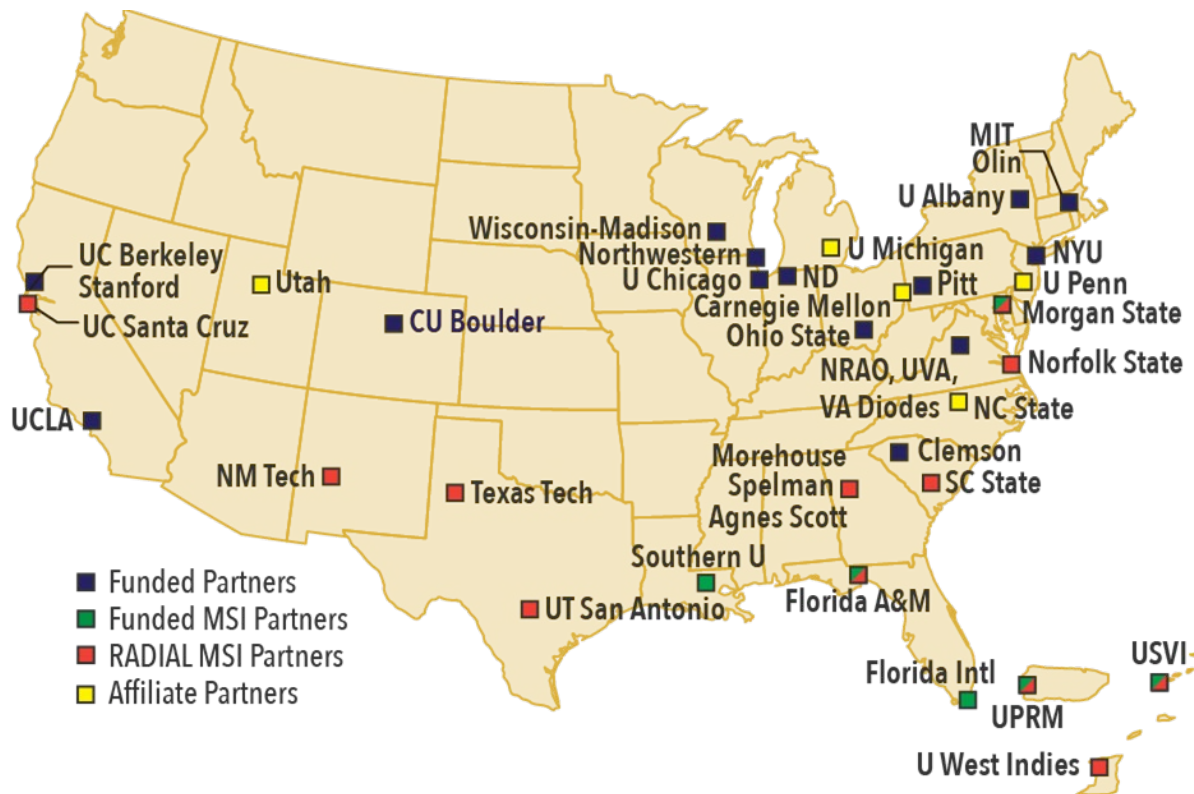 MIT
Olin
U Albany
Wisconsin-Madison
Northwestern
U Michigan
NYU
UC Berkeley
Stanford
UC Santa Cruz
Utah
U Chicago
ND
Pitt
U Penn
Carnegie Mellon
Morgan State
CU Boulder
Ohio State
Norfolk State
NRAO, UVA,
VA Diodes
NC State
UCLA
NM Tech
Texas Tech
Morehouse
Spelman
Agnes Scott
Clemson
SC State
Southern U
UT San Antonio
Florida A&M
Florida Intl
USVI
UPRM
U West Indies
Funded Partners
Funded MSI Partners
RADIAL MSI Partners
Affiliate Partners